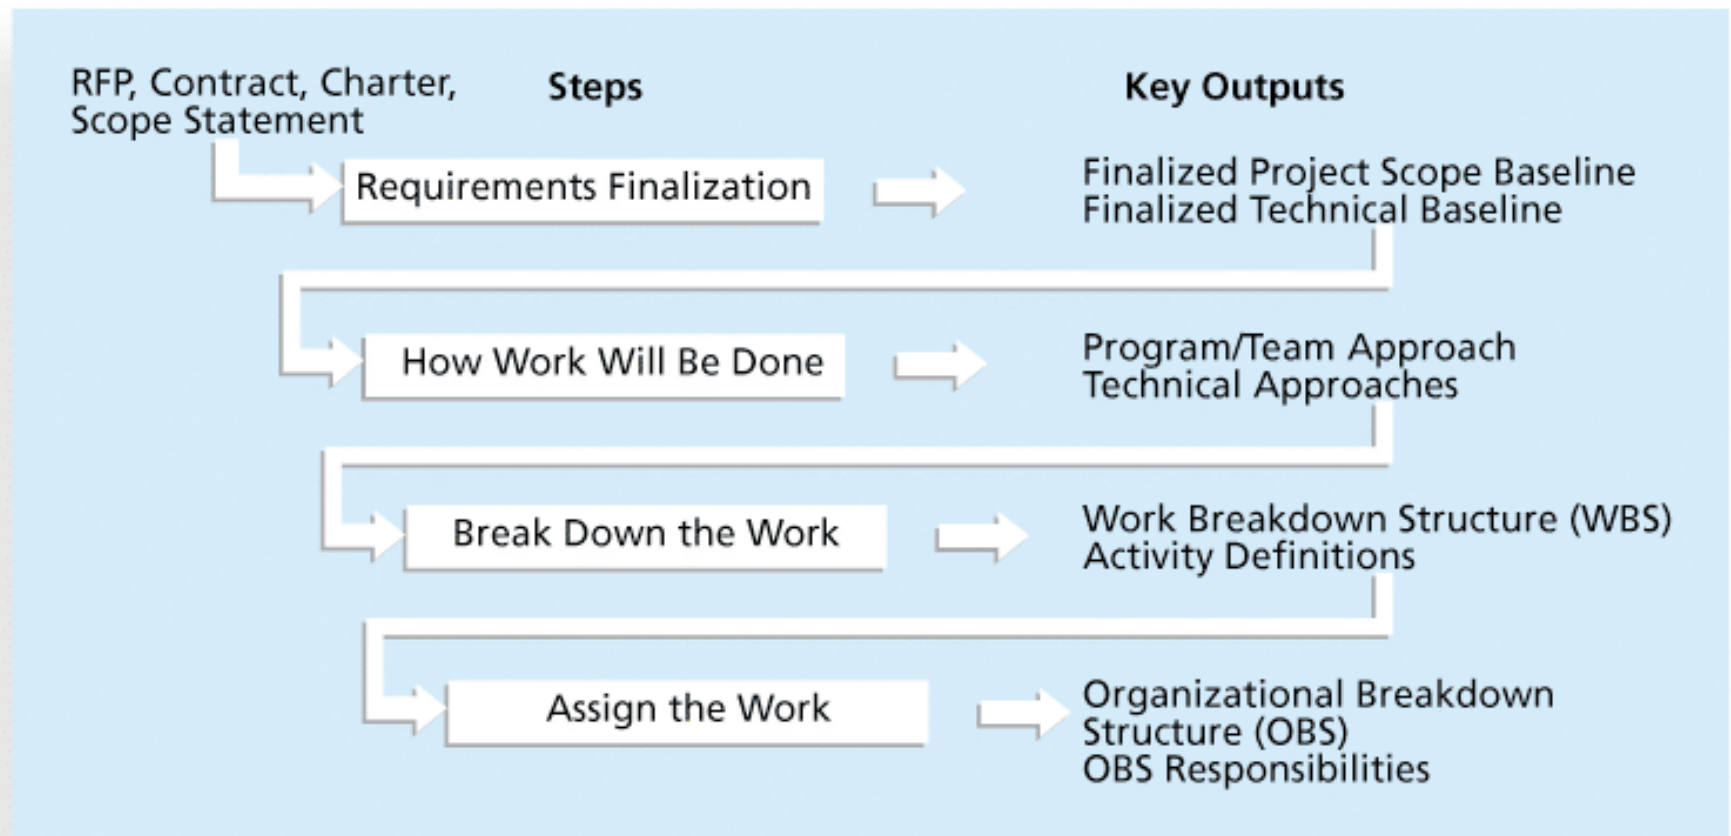 RFP, Contract, Charter,
Scope Statement
Steps
Key Outputs
Requirements Finalization
Finalized Project Scope Baseline
Finalized Technical Baseline
How Work Will Be Done
Program/Team Approach
Technical Approaches
Break Down the Work
Work Breakdown Structure (WBS)
Activity Definitions
Assign the Work
Organizational Breakdown
Structure (OBS)
OBS Responsibilities